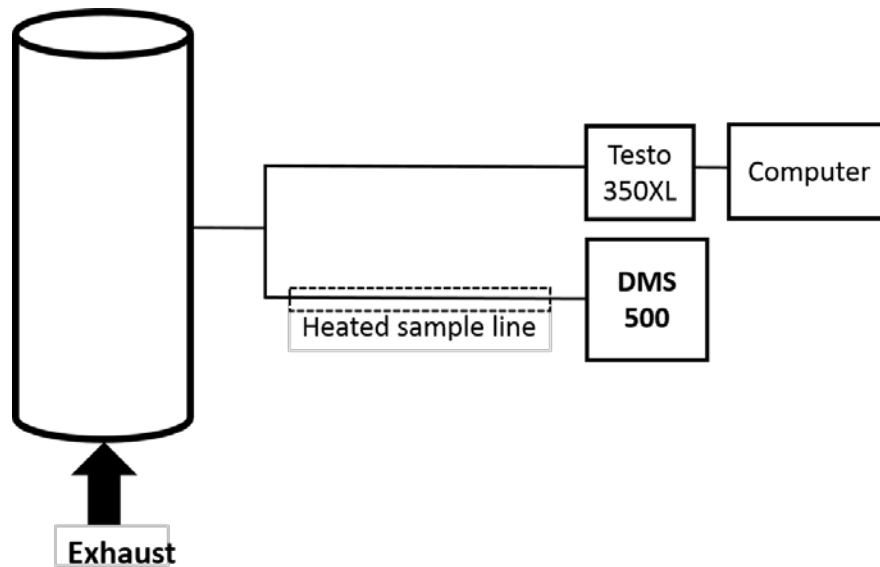 Testo
350XL
Computer
DMS
500
Heated sample line
Exhaust